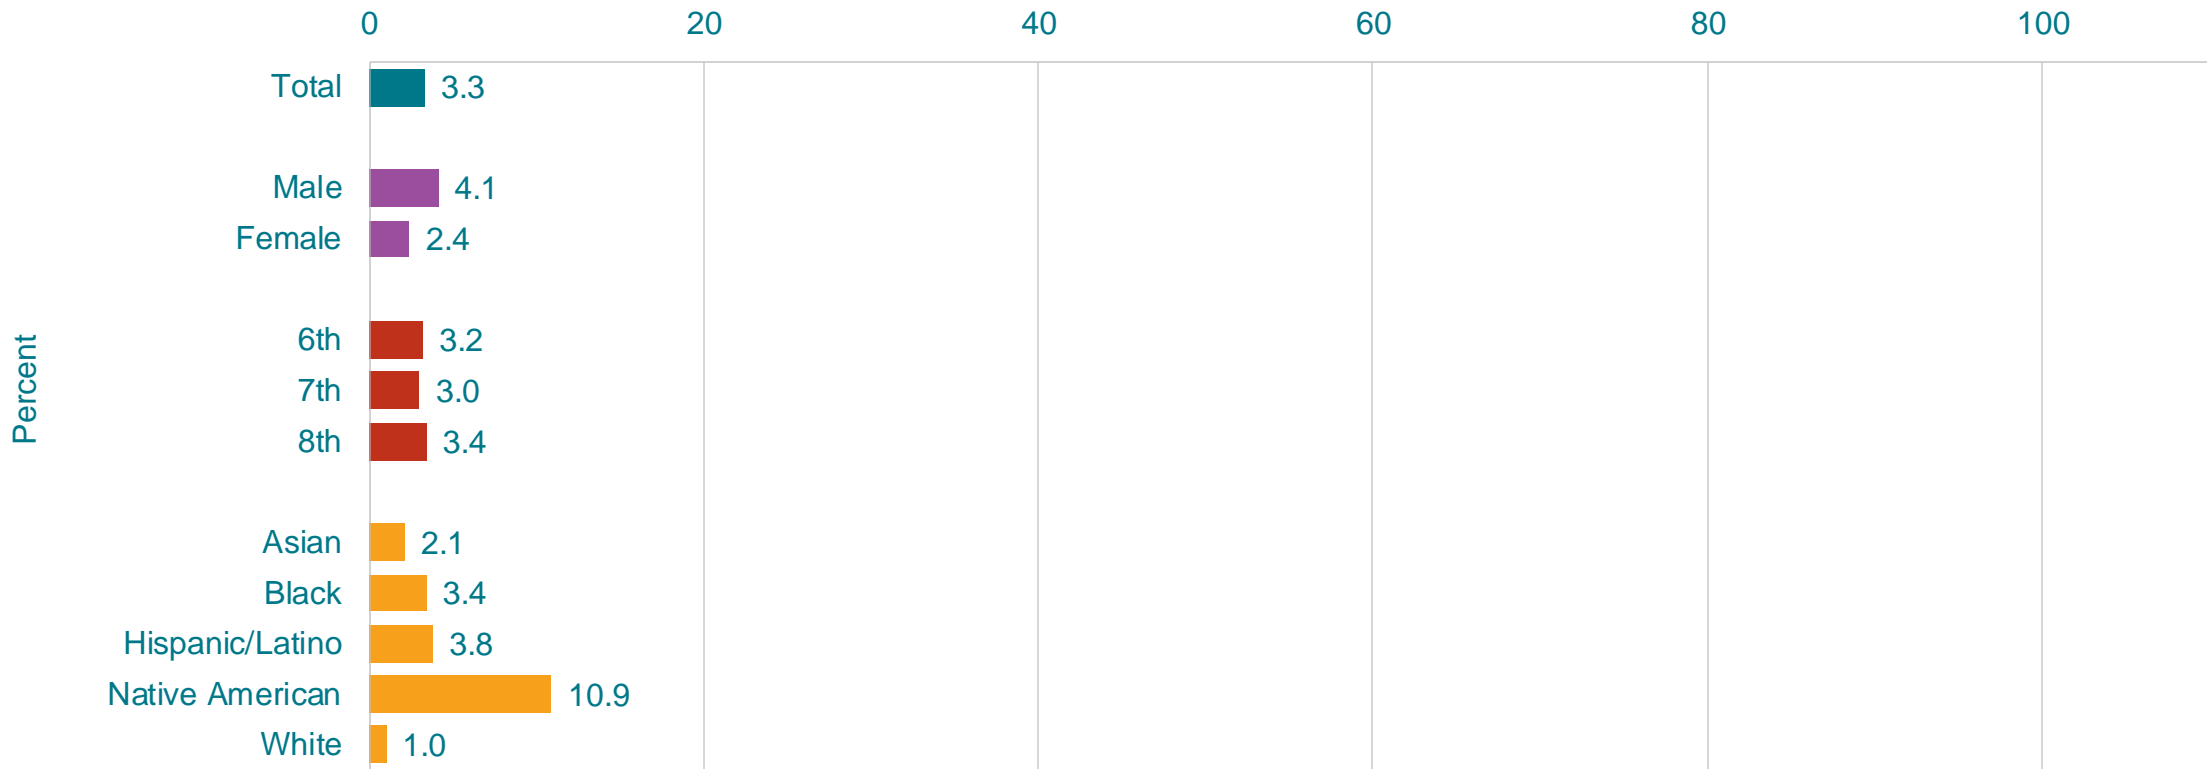 0 20 40 60 80 100
Total 3.3
Male 4.1
Female 2.4
Percent
6th 3.2
7th 3.0
8th 3.4
Asian 2.1
Black 3.4
Hispanic/Latino 3.8
Native American 10.9
White 1.0